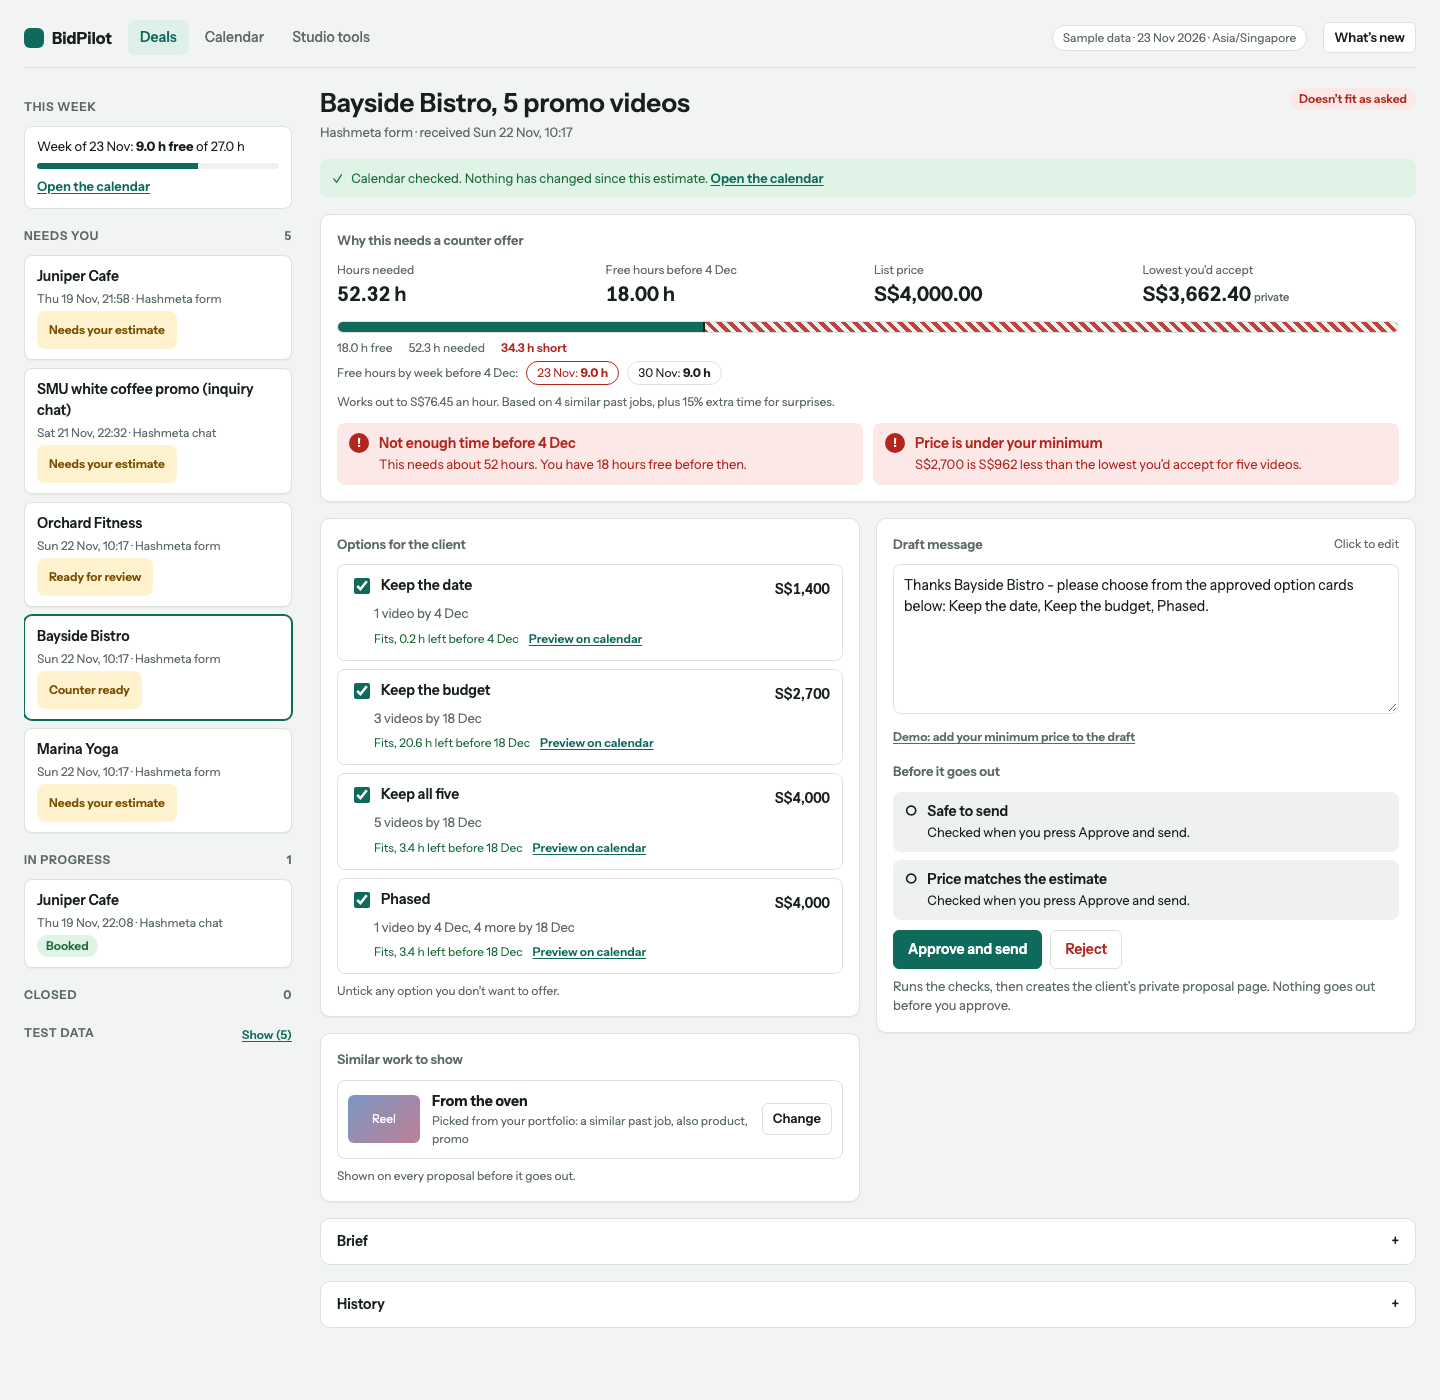 BidPilot
Deals
Calendar
Studio tools
Sample data · 23 Nov 2026 · Asia/Singapore
What's new
THIS WEEK
Week of 23 Nov: 9.0 h free of 27.0 h
Open the calendar
NEEDS YOU 5
Juniper Cafe
Thu 19 Nov, 21:58 · Hashmeta form
Needs your estimate
SMU white coffee promo (inquiry
chat)
Sat 21 Nov, 22:32 · Hashmeta chat
Needs your estimate
Orchard Fitness
Sun 22 Nov, 10:17 · Hashmeta form
Ready for review
Bayside Bistro
Sun 22 Nov, 10:17 · Hashmeta form
Counter ready
Marina Yoga
Sun 22 Nov, 10:17 · Hashmeta form
Needs your estimate
IN PROGRESS 1
Juniper Cafe
Thu 19 Nov, 22:08 · Hashmeta chat
Booked
CLOSED 0
TEST DATA Show (5)
Bayside Bistro, 5 promo videos
Doesn't fit as asked
Hashmeta form · received Sun 22 Nov, 10:17
✓ Calendar checked. Nothing has changed since this estimate. Open the calendar
Why this needs a counter offer
Hours needed
52.32 h
Free hours before 4 Dec
18.00 h
List price
S$4,000.00
Lowest you'd accept
S$3,662.40 private
18.0 h free 52.3 h needed 34.3 h short
Free hours by week before 4 Dec: 23 Nov: 9.0 h 30 Nov: 9.0 h
Works out to S$76.45 an hour. Based on 4 similar past jobs, plus 15% extra time for surprises.
! Not enough time before 4 Dec
This needs about 52 hours. You have 18 hours free before then.
! Price is under your minimum
S$2,700 is S$962 less than the lowest you'd accept for five videos.
Options for the client
Keep the date S$1,400
1 video by 4 Dec
Fits, 0.2 h left before 4 Dec Preview on calendar
Keep the budget S$2,700
3 videos by 18 Dec
Fits, 20.6 h left before 18 Dec Preview on calendar
Keep all five S$4,000
5 videos by 18 Dec
Fits, 3.4 h left before 18 Dec Preview on calendar
Phased S$4,000
1 video by 4 Dec, 4 more by 18 Dec
Fits, 3.4 h left before 18 Dec Preview on calendar
Untick any option you don't want to offer.
Draft message Click to edit
Thanks Bayside Bistro - please choose from the approved option cards
below: Keep the date, Keep the budget, Phased.
Demo: add your minimum price to the draft
Before it goes out
Safe to send
Checked when you press Approve and send.
Price matches the estimate
Checked when you press Approve and send.
Approve and send
Reject
Runs the checks, then creates the client's private proposal page. Nothing goes out
before you approve.
Similar work to show
Reel
From the oven
Picked from your portfolio: a similar past job, also product,
promo
Change
Shown on every proposal before it goes out.
Brief +
History +